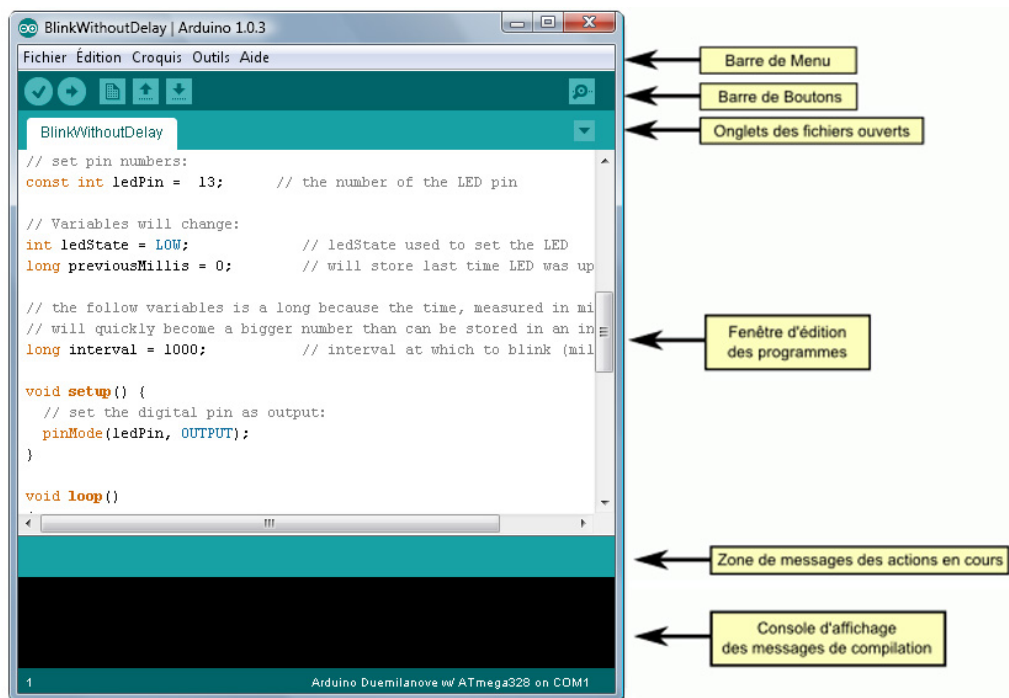 BlinkWithoutDelay | Arduino 1.0.3
Fichier Édition Croquis Outils Aide
Barre de Menu
Barre de Boutons
BlinkWithoutDelay
Onglets des fichiers ouverts
// set pin numbers:
const int ledPin =  13;      // the number of the LED pin
// Variables will change:
int ledState = LOW;             // ledState used to set the LED
long previousMillis = 0;        // will store last time LED was up
// the follow variables is a long because the time, measured in mi
// will quickly become a bigger number than can be stored in an in
long interval = 1000;           // interval at which to blink (mil
Fenêtre d'édition
des programmes
void setup() {
  // set the digital pin as output:
  pinMode(ledPin, OUTPUT);
}
void loop()
Zone de messages des actions en cours
Console d'affichage
des messages de compilation
1
Arduino Duemilanove w/ ATmega328 on COM1